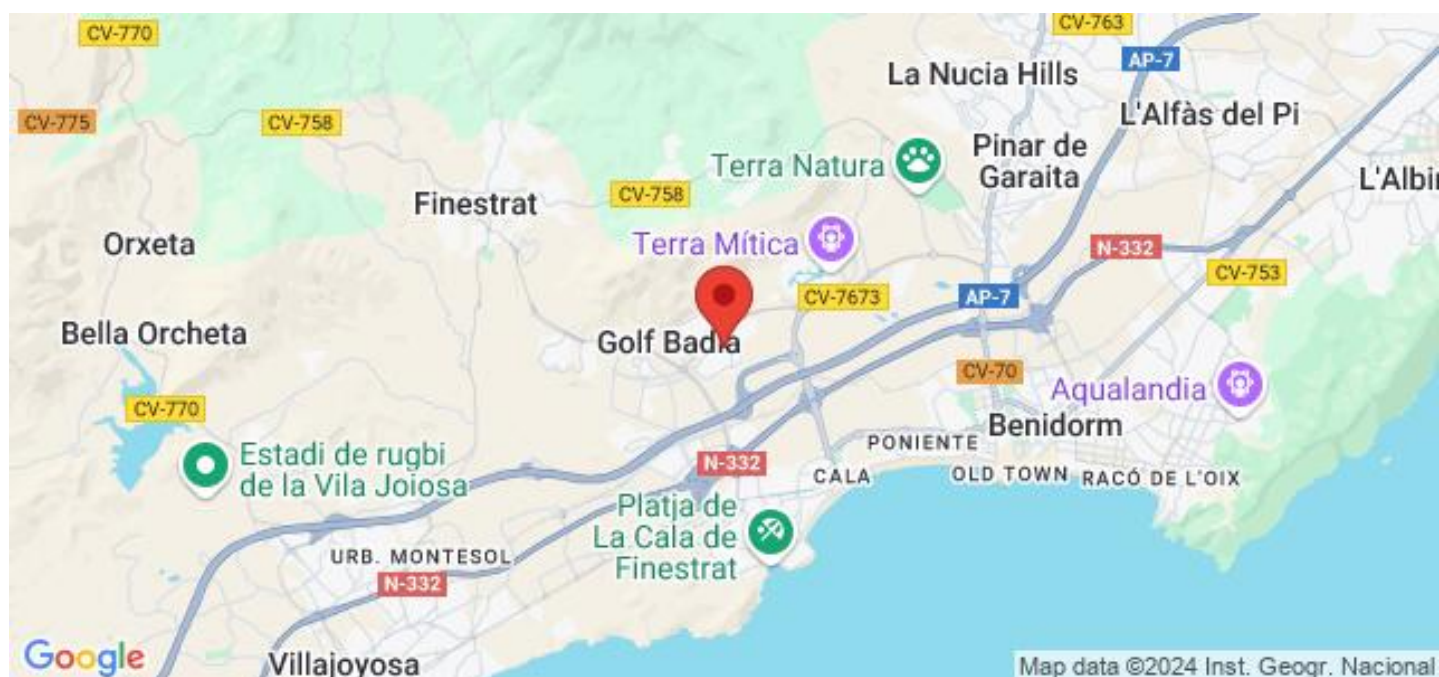 CV-770
CV-763
AP-7
La Nucia Hills
L'Alfàs del Pi
CV-775
CV-758
Terra Natura
Pinar de
Garaita
L'Albir
Finestrat
CV-758
Orxeta
Terra Mítica
N-332
CV-753
CV-7673
AP-7
Bella Orcheta
Golf Badia
CV-70
Aqualandia
CV-770
Benidorm
PONIENTE
Estadi de rugbi
de la Vila Joiosa
N-332
CALA
OLD TOWN
RACÓ DE L'OIX
Platja de
La Cala de
Finestrat
URB. MONTESOL
N-332
Google
Villajoyosa
Map data ©2024 Inst. Geogr. Nacional